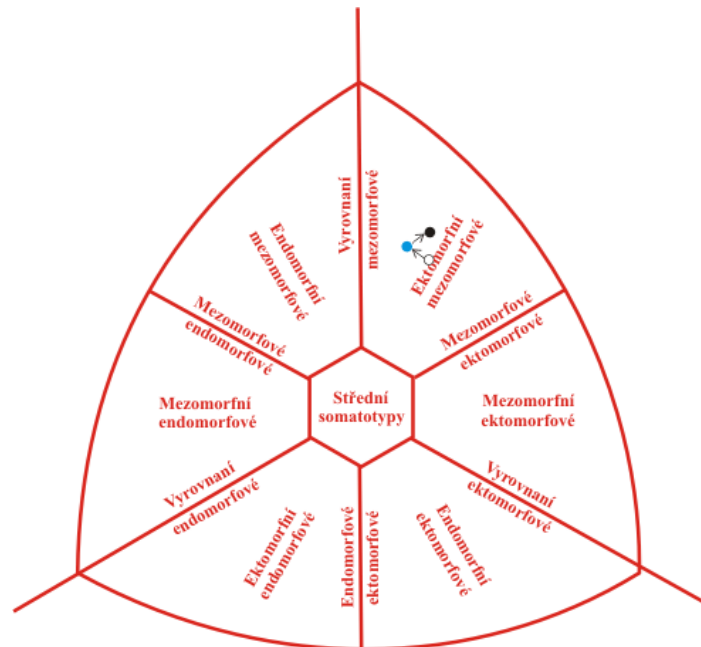 Vyrovnaní
mezomorfové
Endomorfní
mezomorfové
Ektomorfní
mezomorfové
Mezomorfové
endomorfové
Mezomorfové
ektomorfové
Mezomorfní
endomorfové
Střední
somatotypy
Mezomorfní
ektomorfové
Vyrovnaní
endomorfové
Vyrovnaní
ektomorfové
Ektomorfní
endomorfové
Endomorfové
ektomorfové
Endomorfní
ektomorfové